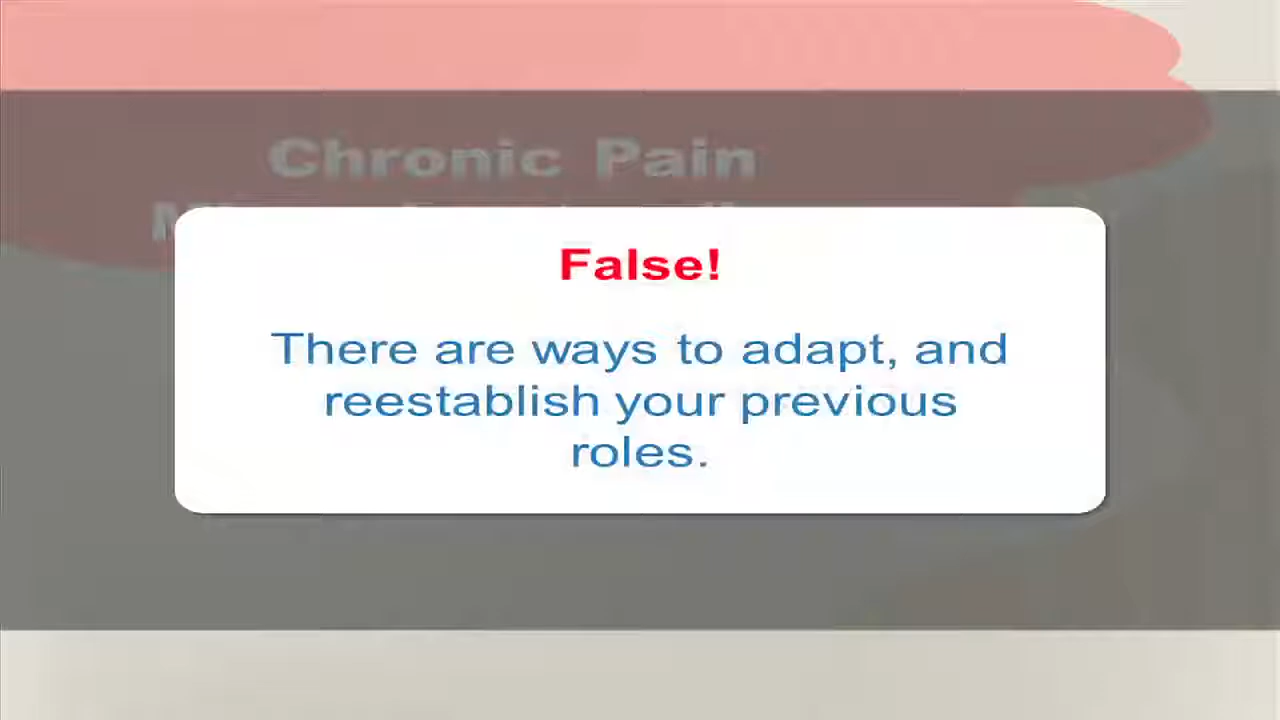 Chronic Pain
False!
There are ways to adapt, and
reestablish your previous
roles.